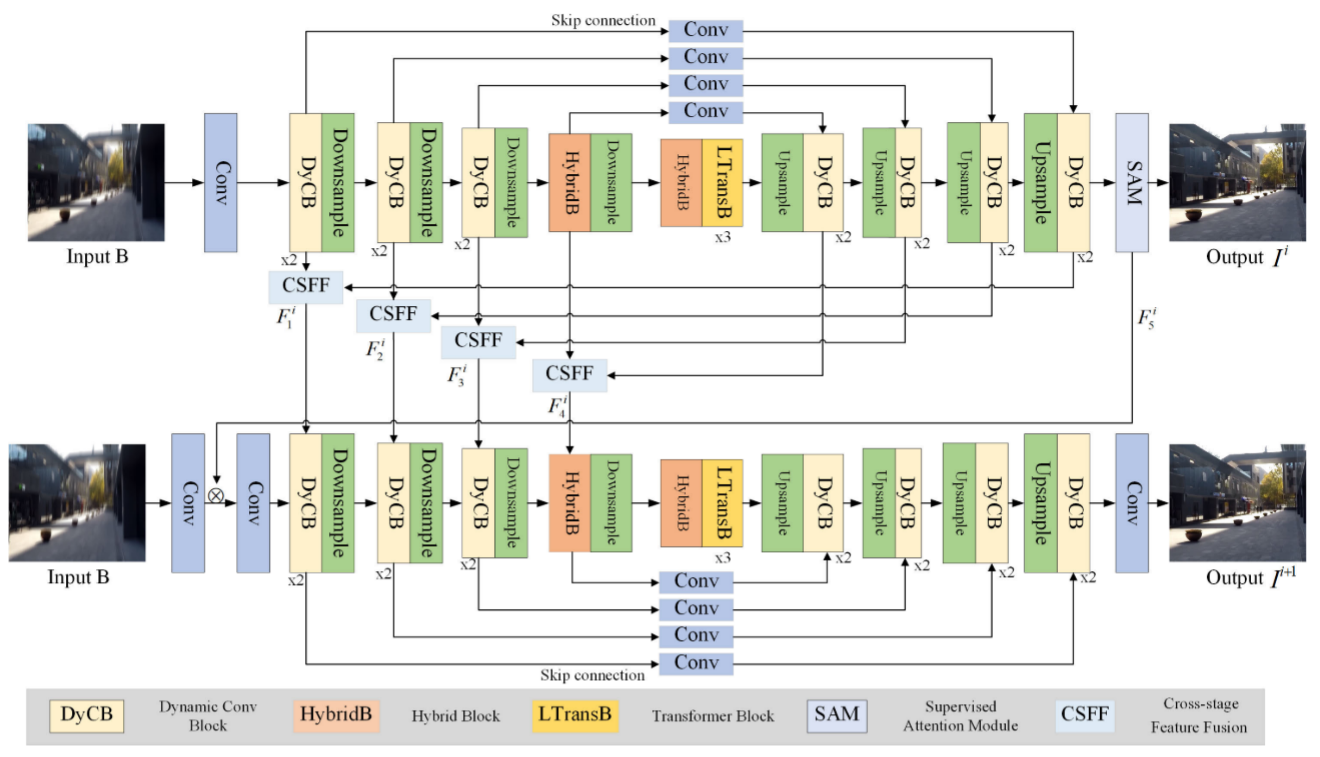 Skip connection
Conv
Conv
Conv
Conv
Input B
Conv
DyCB
Downsample
x2
DyCB
Downsample
x2
DyCB
Downsample
x2
HybridB
Downsample
HybridB
LTransB
x3
Upsample
DyCB
x2
Upsample
DyCB
x2
Upsample
DyCB
x2
Upsample
DyCB
x2
SAM
Output I^i
CSFF
F_1^i
CSFF
F_2^i
CSFF
F_3^i
CSFF
F_4^i
F_5^i
Input B
Conv
⊗
Conv
DyCB
Downsample
x2
DyCB
Downsample
x2
DyCB
Downsample
x2
HybridB
Downsample
HybridB
LTransB
x3
Upsample
DyCB
x2
Upsample
DyCB
x2
Upsample
DyCB
x2
Upsample
DyCB
x2
Conv
Output I^{i+1}
Conv
Conv
Conv
Conv
Skip connection
DyCB
Dynamic Conv
Block
HybridB
Hybrid Block
LTransB
Transformer Block
SAM
Supervised
Attention Module
CSFF
Cross-stage
Feature Fusion